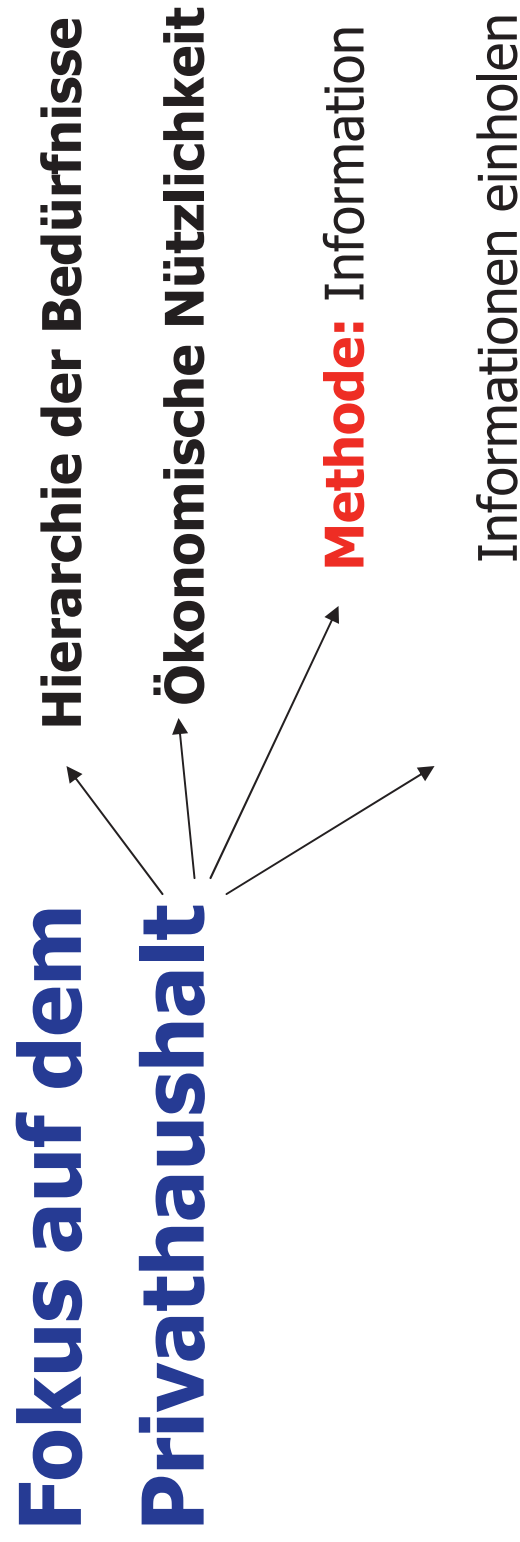 Fokus auf dem
Privathaushalt
Hierarchie der Bedürfnisse
Ökonomische Nützlichkeit
Methode: Information
Informationen einholen